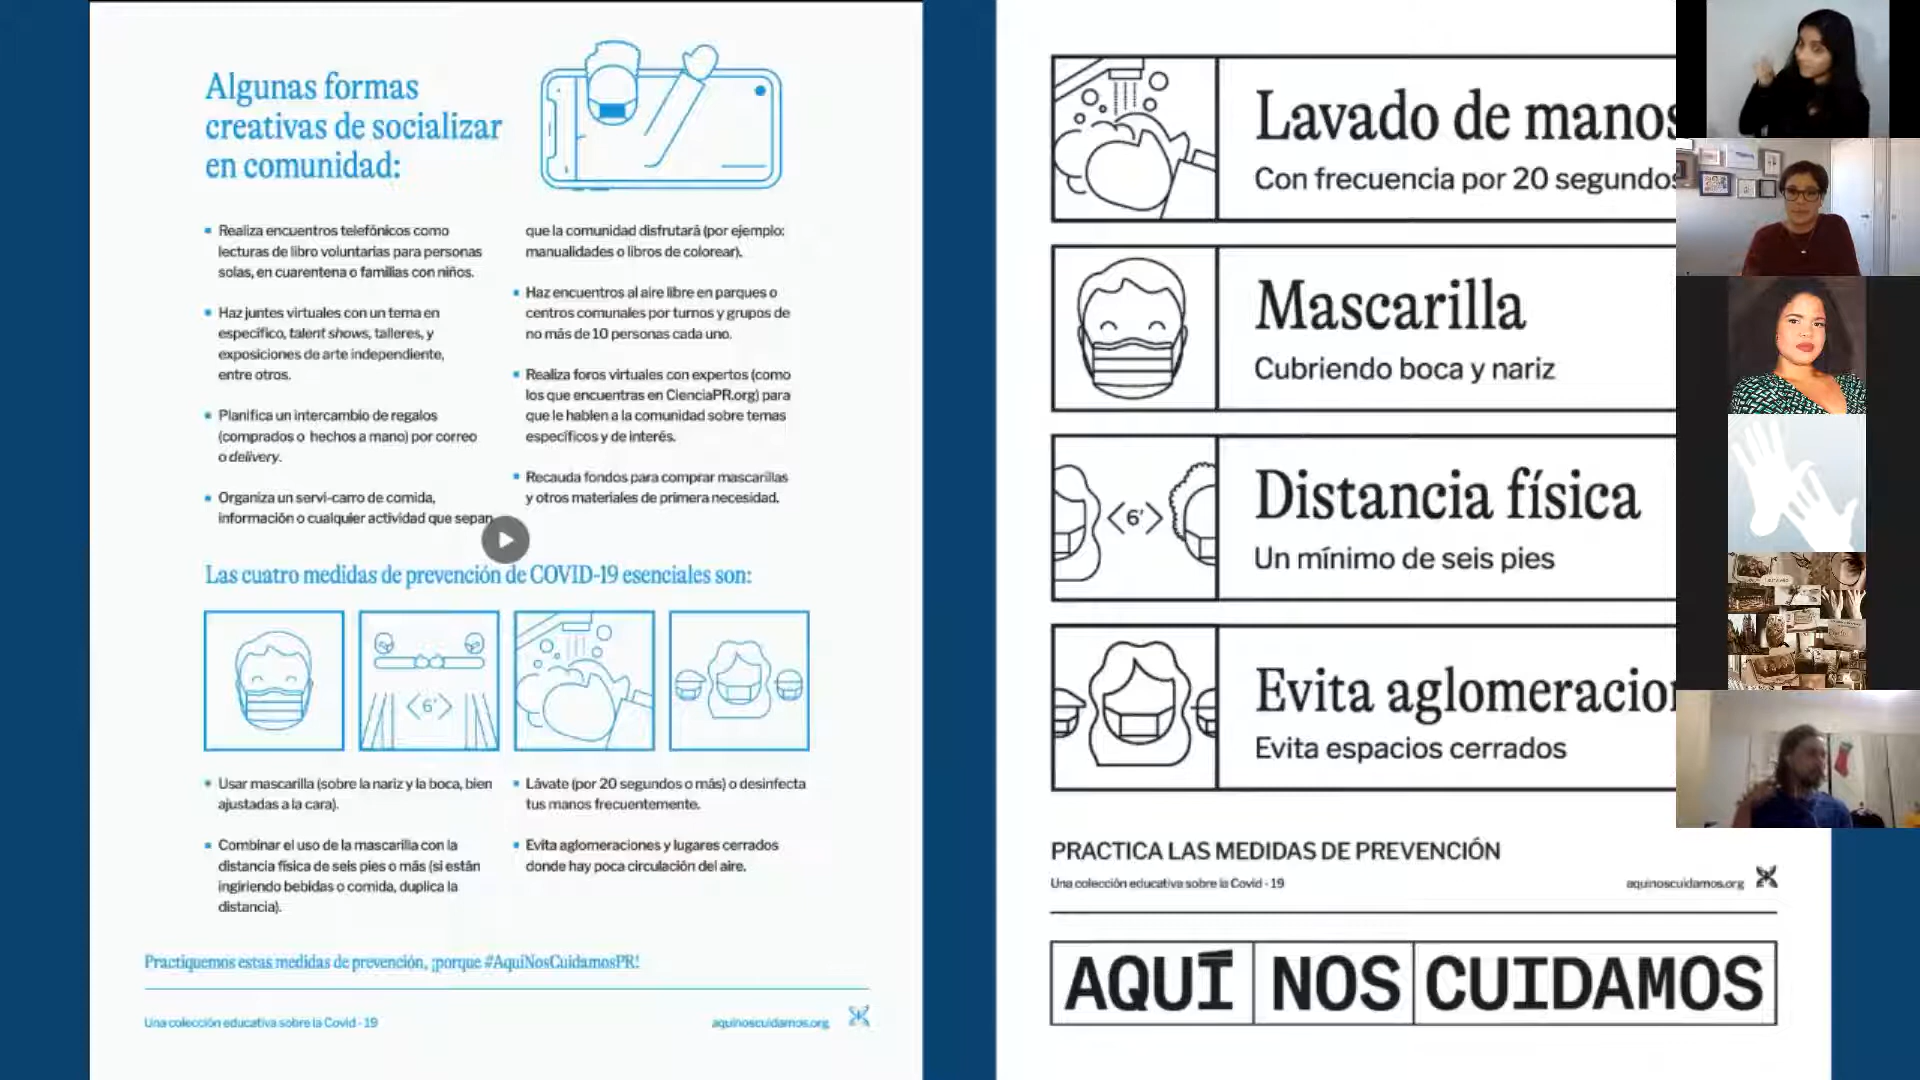 Algunas formas
creativas de socializar
en comunidad:
Realiza encuentros telefónicos como
lecturas de libro voluntarias para personas
solas, en cuarentena o familias con niños.
Haz juntes virtuales con un tema en
específico, talent shows, talleres, y
exposiciones de arte independiente,
entre otros.
Planifica un intercambio de regalos
(comprados o hechos a mano) por correo
o delivery.
Organiza un servi-carro de comida,
información o cualquier actividad que sepan
que la comunidad disfrutará (por ejemplo:
manualidades o libros de colorear).
Haz encuentros al aire libre en parques o
centros comunales por turnos y grupos de
no más de 10 personas cada uno.
Realiza foros virtuales con expertos (como
los que encuentras en CienciaPR.org) para
que le hablen a la comunidad sobre temas
específicos y de interés.
Recauda fondos para comprar mascarillas
y otros materiales de primera necesidad.
Las cuatro medidas de prevención de COVID-19 esenciales son:
<6'>
Usar mascarilla (sobre la nariz y la boca, bien
ajustadas a la cara).
Combinar el uso de la mascarilla con la
distancia física de seis pies o más (si están
ingiriendo bebidas o comida, duplica la
distancia).
Lávate (por 20 segundos o más) o desinfecta
tus manos frecuentemente.
Evita aglomeraciones y lugares cerrados
donde hay poca circulación del aire.
Practiquemos estas medidas de prevención, ¡porque #AquiNosCuidamosPR!
Una colección educativa sobre la Covid - 19
aquinoscuidamos.org
Lavado de manos
Con frecuencia por 20 segundos
Mascarilla
Cubriendo boca y nariz
<6'>
Distancia física
Un mínimo de seis pies
Evita aglomeracion
Evita espacios cerrados
PRACTICA LAS MEDIDAS DE PREVENCIÓN
Una colección educativa sobre la Covid - 19
aquinoscuidamos.org
AQUÍ NOS CUIDAMOS